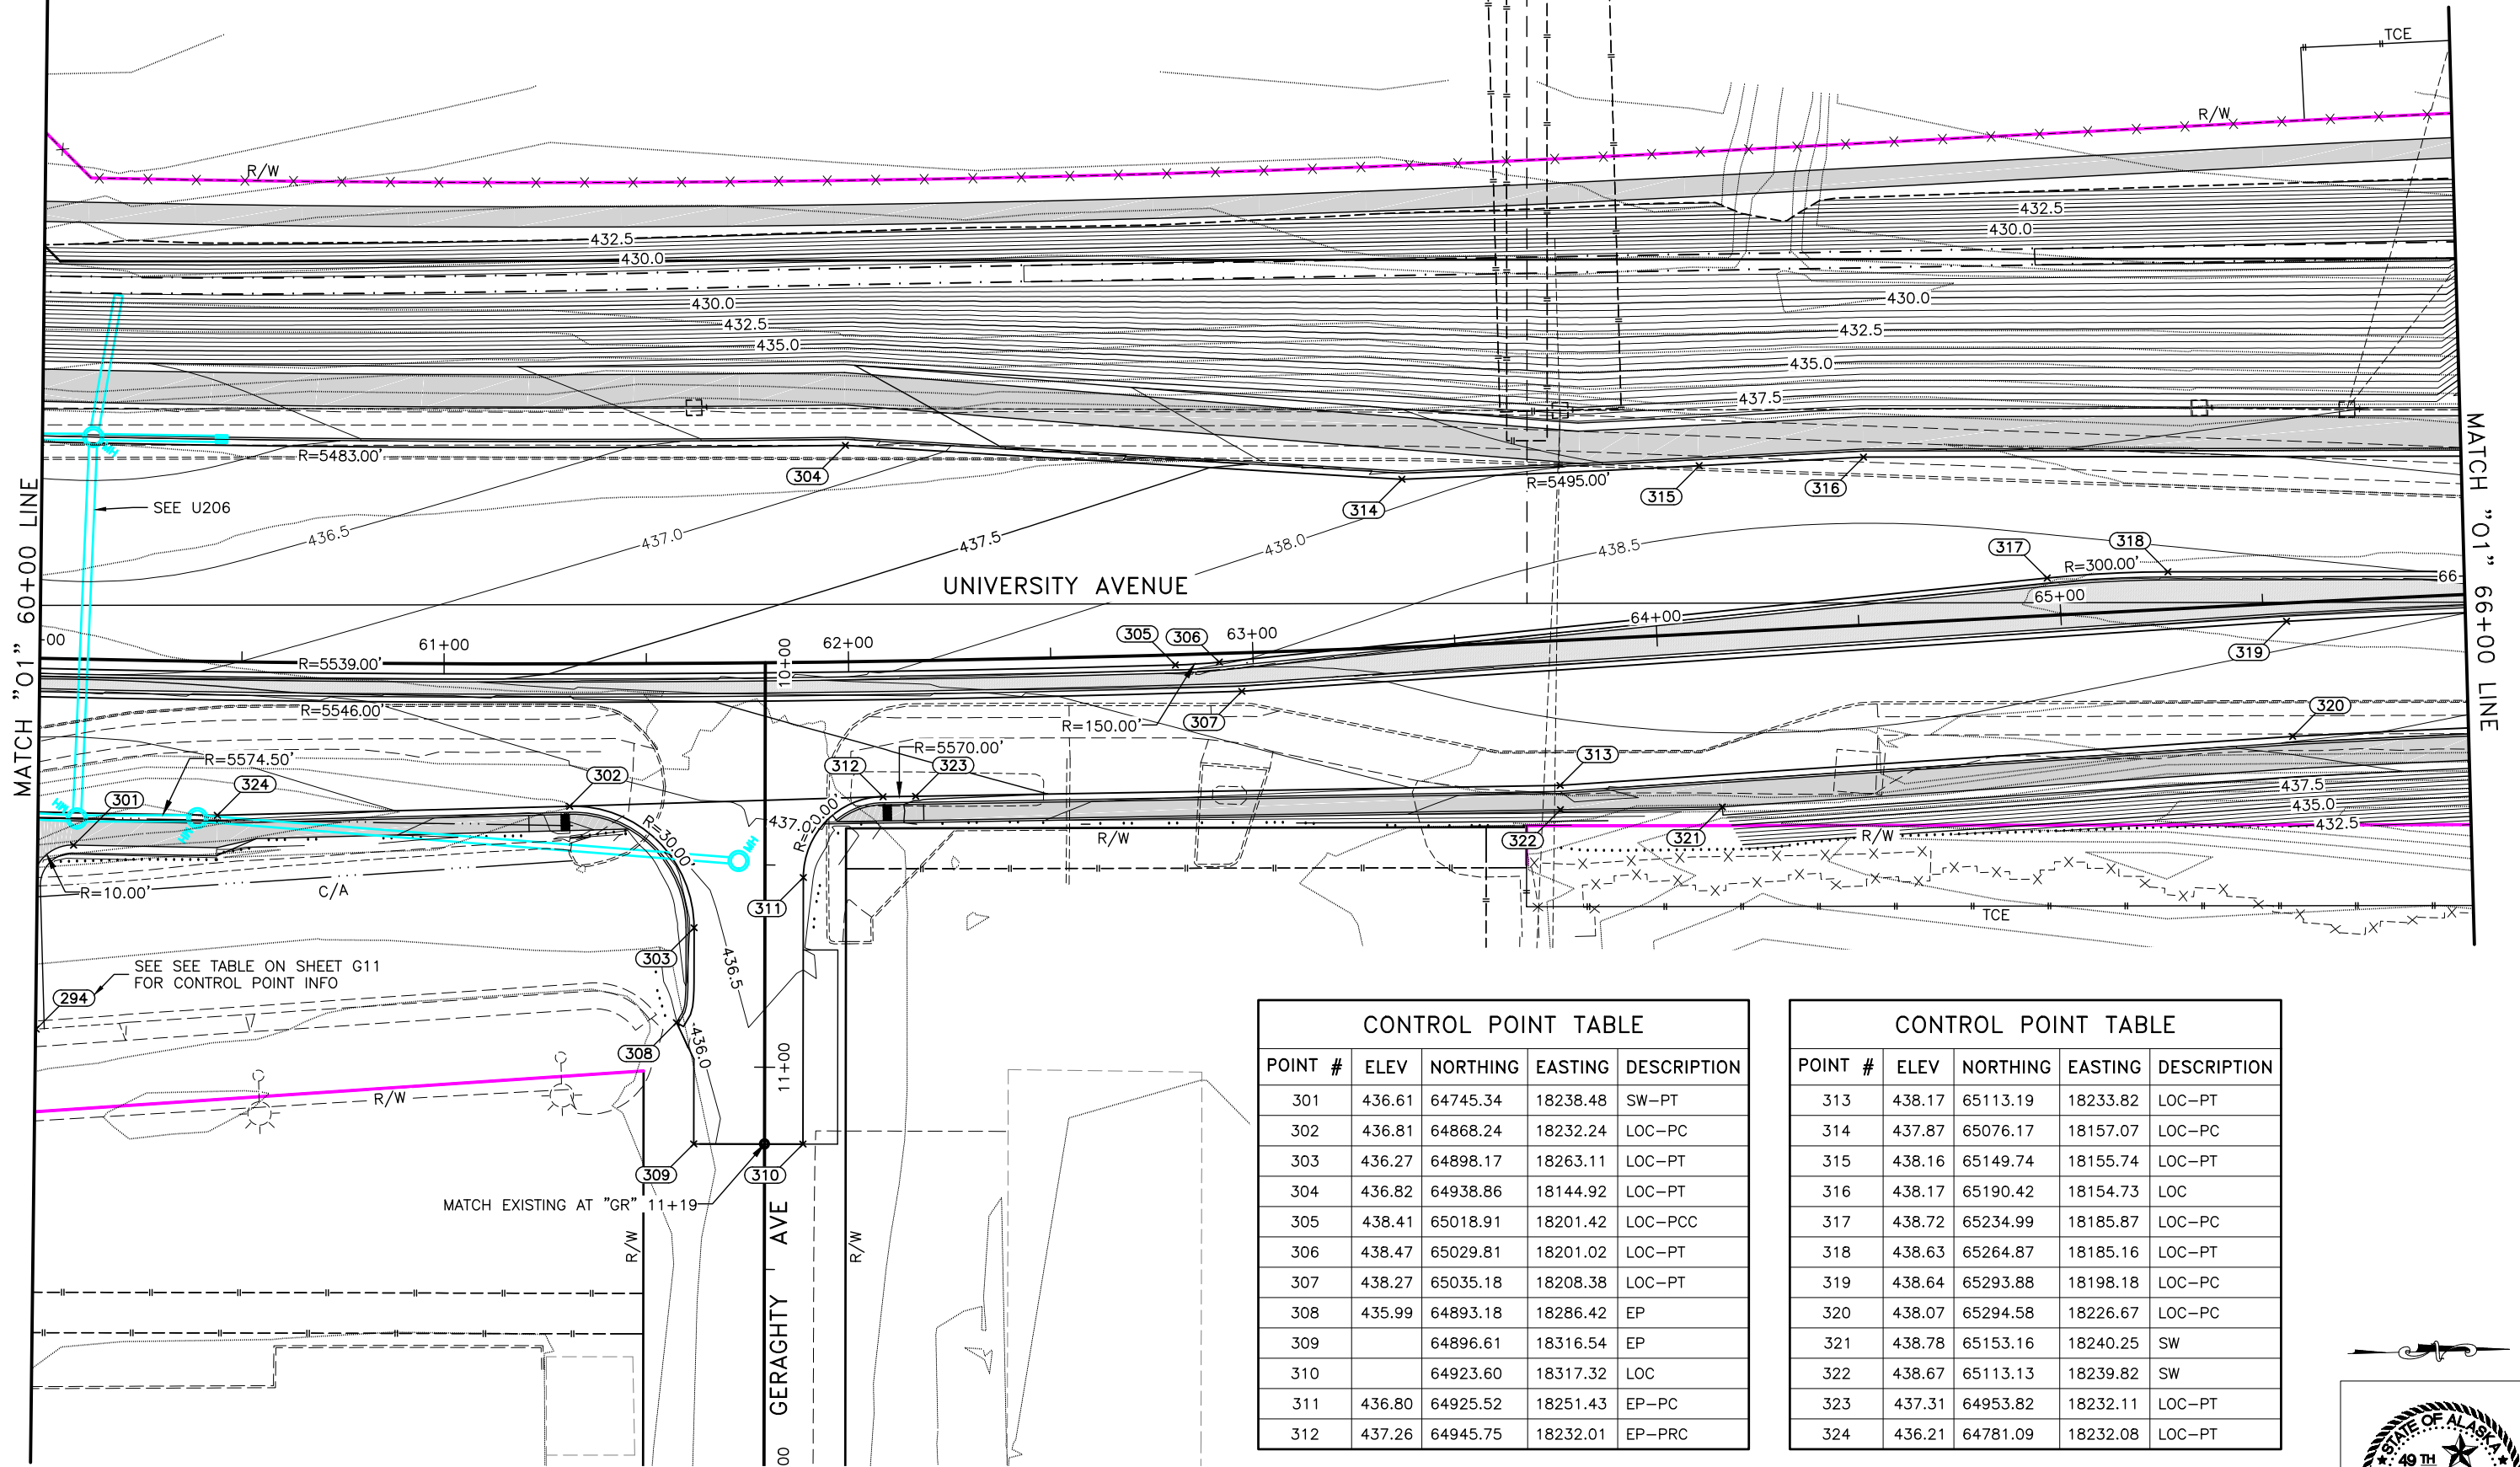 TCE
R/W
R/W
432.5
432.5
430.0
430.0
430.0
430.0
432.5
432.5
435.0
435.0
437.5
MH
R=5483.00'
304
R=5495.00'
315
316
314
SEE U206
436.5
437.0
437.5
438.0
438.5
317
318
R=300.00'
UNIVERSITY AVENUE
MATCH "01" 60+00 LINE
MATCH "01" 66+00 LINE
66
65+00
64+00
-00
61+00
62+00
63+00
305
306
10+00
319
R=5539.00'
R=5546.00'
R=150.00'
307
320
R=5574.50'
R=5570.00'
312
323
313
302
324
301
437.5
435.0
432.5
MH
MH
MH
437.
R=20.00'
R=30.00'
R/W
322
321
R/W
R=10.00'
C/A
311
TCE
303
436.5
SEE SEE TABLE ON SHEET G11
FOR CONTROL POINT INFO
294
308
436.0
11+00
R/W
309
310
MATCH EXISTING AT "GR" 11+19
R/W
R/W
GERAGHTY AVE
00
CONTROL POINT TABLE
POINT # ELEV NORTHING EASTING DESCRIPTION
301 436.61 64745.34 18238.48 SW-PT
302 436.81 64868.24 18232.24 LOC-PC
303 436.27 64898.17 18263.11 LOC-PT
304 436.82 64938.86 18144.92 LOC-PT
305 438.41 65018.91 18201.42 LOC-PCC
306 438.47 65029.81 18201.02 LOC-PT
307 438.27 65035.18 18208.38 LOC-PT
308 435.99 64893.18 18286.42 EP
309 64896.61 18316.54 EP
310 64923.60 18317.32 LOC
311 436.80 64925.52 18251.43 EP-PC
312 437.26 64945.75 18232.01 EP-PRC
CONTROL POINT TABLE
POINT # ELEV NORTHING EASTING DESCRIPTION
313 438.17 65113.19 18233.82 LOC-PT
314 437.87 65076.17 18157.07 LOC-PC
315 438.16 65149.74 18155.74 LOC-PT
316 438.17 65190.42 18154.73 LOC
317 438.72 65234.99 18185.87 LOC-PC
318 438.63 65264.87 18185.16 LOC-PT
319 438.64 65293.88 18198.18 LOC-PC
320 438.07 65294.58 18226.67 LOC-PC
321 438.78 65153.16 18240.25 SW
322 438.67 65113.13 18239.82 SW
323 437.31 64953.82 18232.11 LOC-PT
324 436.21 64781.09 18232.08 LOC-PT
STATE OF ALASKA
49 TH